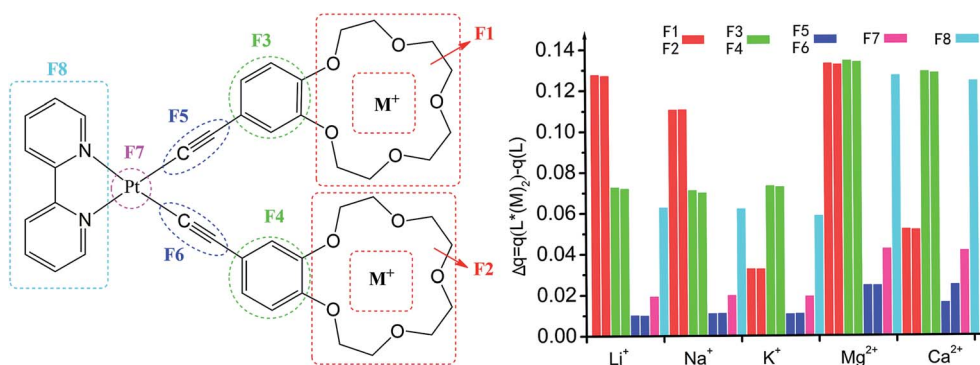 F8
N
N
F7
Pt
F5
C
C
F6
F3
F4
O
O
O
O
O
O
M⁺
F1
O
O
O
O
O
M⁺
F2
F1 F3 F5 F7 F8
F2 F4 F6
Δq=q(L*(M)₂)-q(L)
0.14
0.12
0.10
0.08
0.06
0.04
0.02
0.00
Li⁺ Na⁺ K⁺ Mg²⁺ Ca²⁺